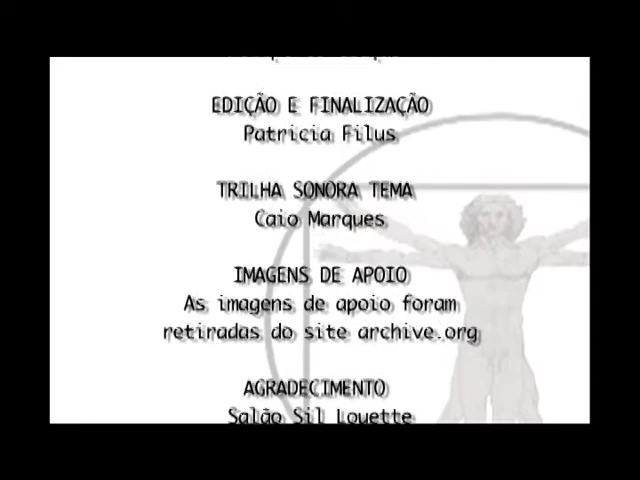 EDIÇÃO E FINALIZAÇÃO
Patricia Filus
TRILHA SONORA TEMA
Caio Marques
IMAGENS DE APOIO
As imagens de apoio foram
retiradas do site archive.org
AGRADECIMENTO
Salão Sil Louette